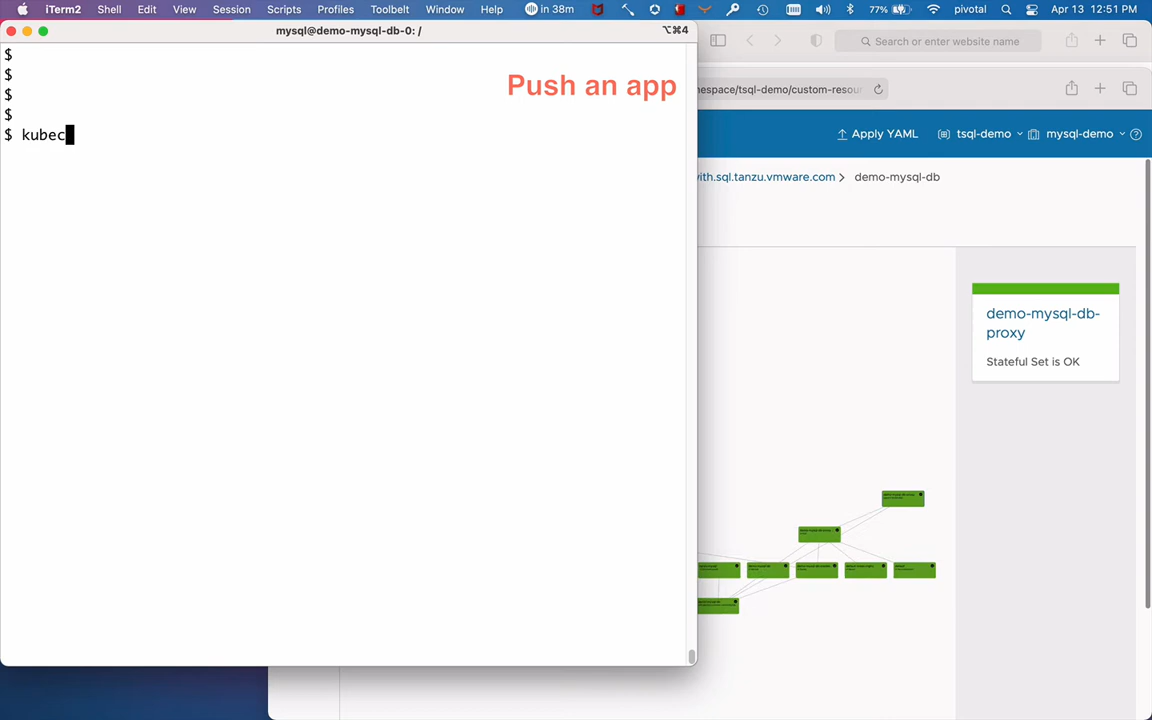 iTerm2 Shell Edit View Session Scripts Profiles Toolbelt Window Help in 38m 77% pivotal Apr 13 12:51 PM
mysql@demo-mysql-db-0: / ⌥⌘4
Search or enter website name
$
$
$
$
$ kubec
Push an app
espace/tsql-demo/custom-resour
Apply YAML tsql-demo mysql-demo
with.sql.tanzu.vmware.com > demo-mysql-db
demo-mysql-db-
proxy
Stateful Set is OK